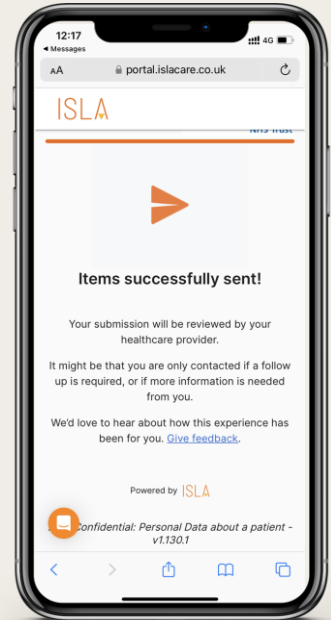 12:17
4G
◄ Messages
AA portal.islacare.co.uk
ISLA
NHS Trust
Items successfully sent!
Your submission will be reviewed by your
healthcare provider.
It might be that you are only contacted if a follow
up is required, or if more information is needed
from you.
We'd love to hear about how this experience has
been for you. Give feedback.
Powered by ISLA
Confidential: Personal Data about a patient -
v1.130.1